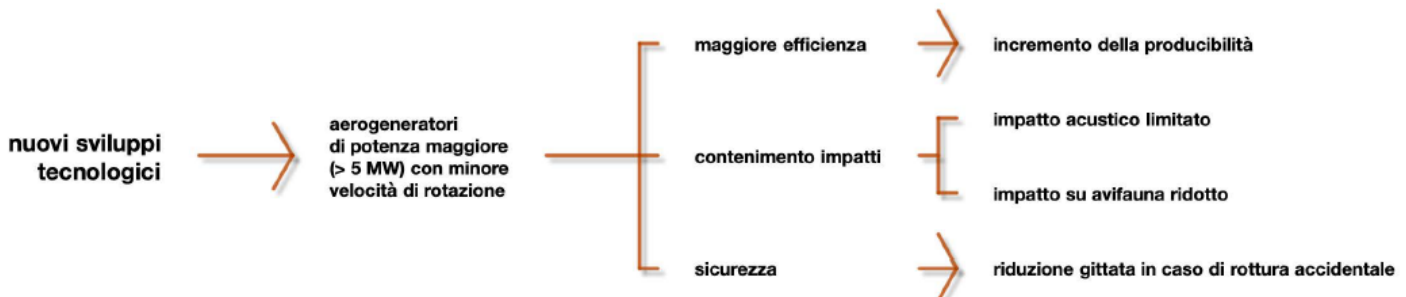 nuovi sviluppi
tecnologici
aerogeneratori
di potenza maggiore
(> 5 MW) con minore
velocità di rotazione
maggiore efficienza
incremento della producibilità
contenimento impatti
impatto acustico limitato
impatto su avifauna ridotto
sicurezza
riduzione gittata in caso di rottura accidentale